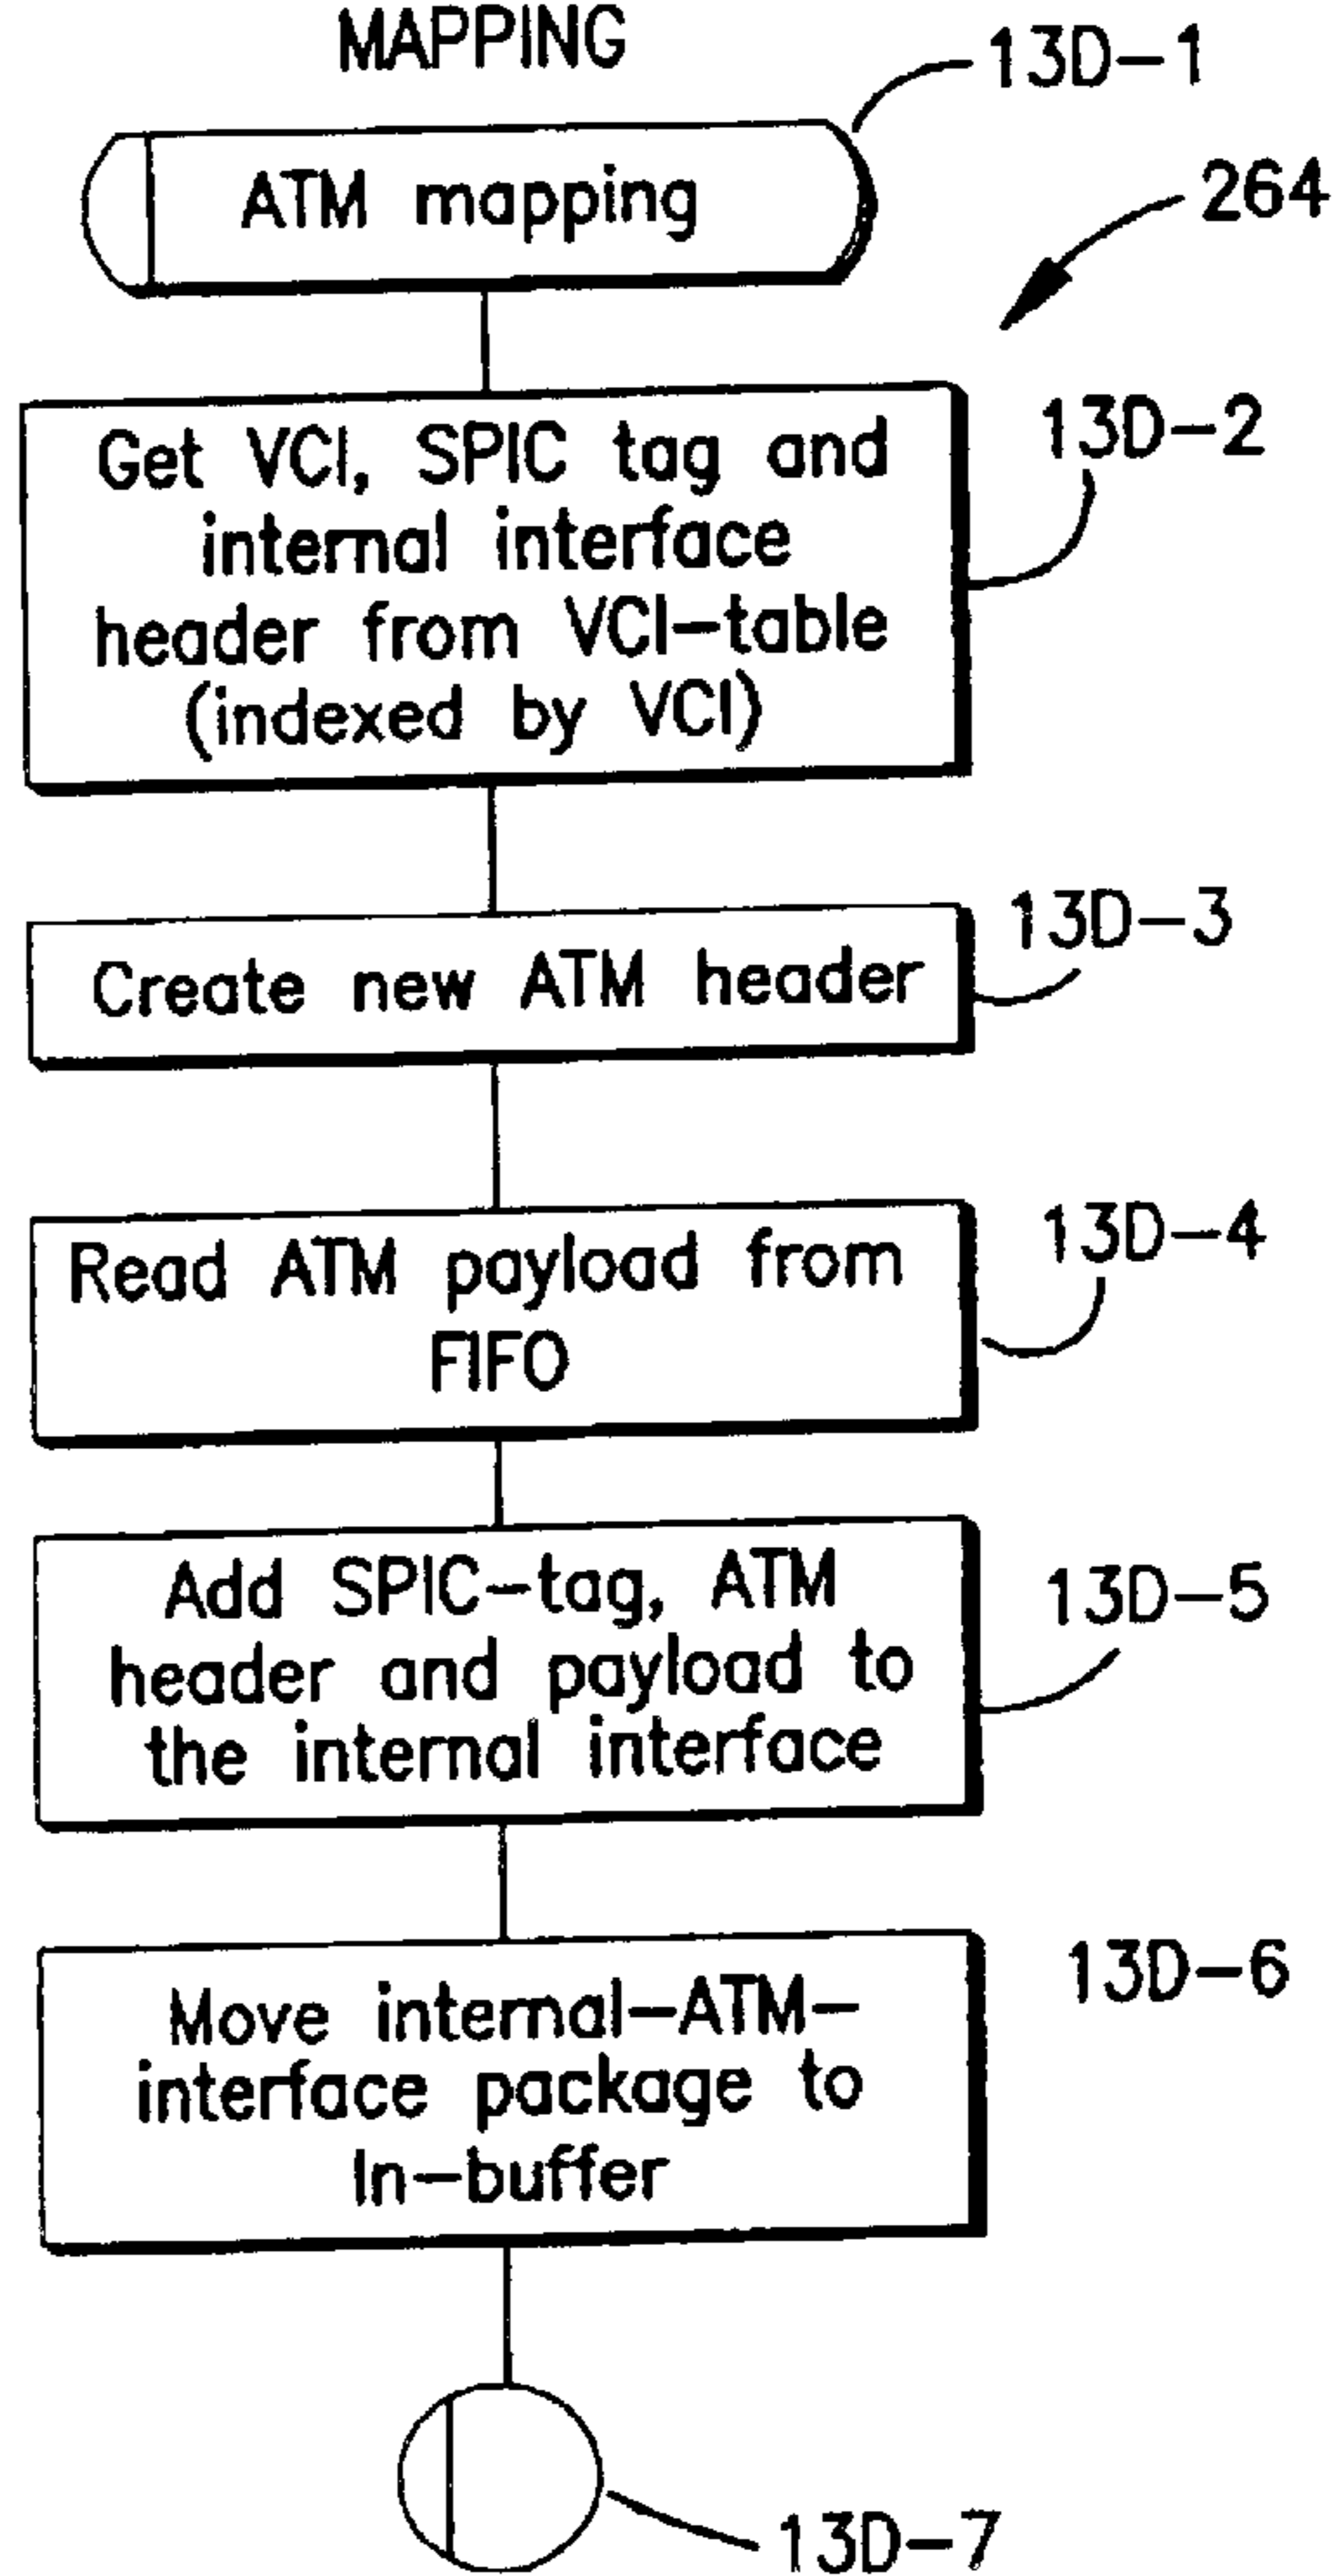 MAPPING
13D-1
ATM mapping
264
Get VCI, SPIC tag and
internal interface
header from VCI-table
(indexed by VCI)
13D-2
Create new ATM header
13D-3
Read ATM payload from
FIFO
13D-4
Add SPIC-tag, ATM
header and payload to
the internal interface
13D-5
Move internal-ATM-
interface package to
In-buffer
13D-6
13D-7